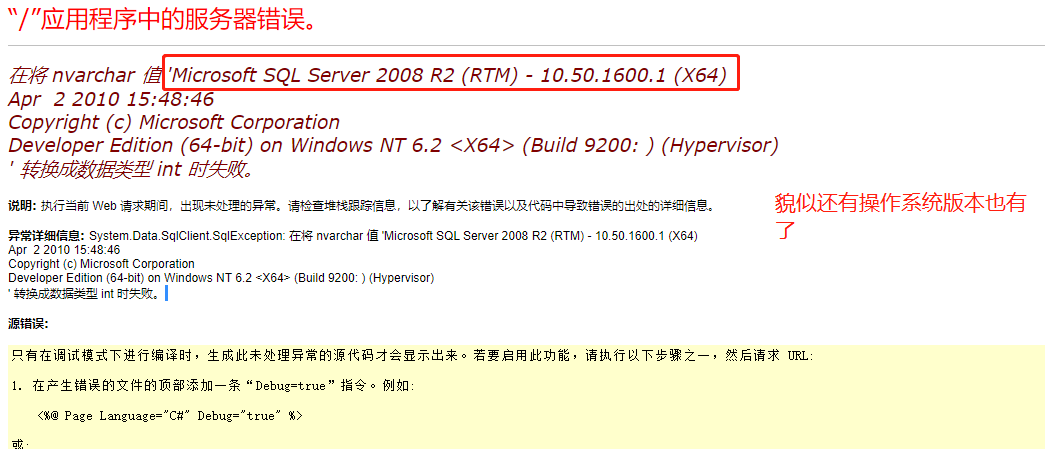 “/”应用程序中的服务器错误。
在将 nvarchar 值 'Microsoft SQL Server 2008 R2 (RTM) - 10.50.1600.1 (X64)
Apr 2 2010 15:48:46
Copyright (c) Microsoft Corporation
Developer Edition (64-bit) on Windows NT 6.2 <X64> (Build 9200: ) (Hypervisor)
' 转换成数据类型 int 时失败。
说明: 执行当前 Web 请求期间，出现未处理的异常。请检查堆栈跟踪信息，以了解有关该错误以及代码中导致错误的出处的详细信息。
貌似还有操作系统版本也有
了
异常详细信息: System.Data.SqlClient.SqlException: 在将 nvarchar 值 'Microsoft SQL Server 2008 R2 (RTM) - 10.50.1600.1 (X64)
Apr 2 2010 15:48:46
Copyright (c) Microsoft Corporation
Developer Edition (64-bit) on Windows NT 6.2 <X64> (Build 9200: ) (Hypervisor)
' 转换成数据类型 int 时失败。
源错误:
只有在调试模式下进行编译时，生成此未处理异常的源代码才会显示出来。若要启用此功能，请执行以下步骤之一，然后请求 URL:
1. 在产生错误的文件的顶部添加一条“Debug=true”指令。例如:
<%@ Page Language="C#" Debug="true" %>
或: